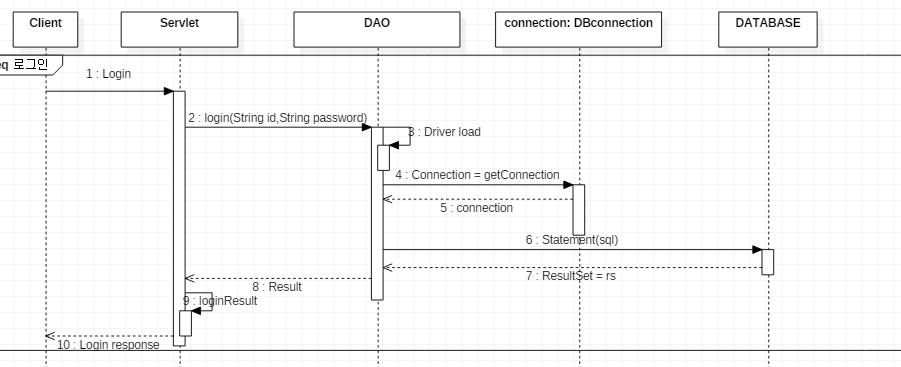 Client
Servlet
DAO
connection: DBconnection
DATABASE
eq 로그인
1 : Login
2 : login(String id,String password)
3 : Driver load
4 : Connection = getConnection
5 : connection
6 : Statement(sql)
7 : ResultSet = rs
8 : Result
9 : loginResult
10 : Login response